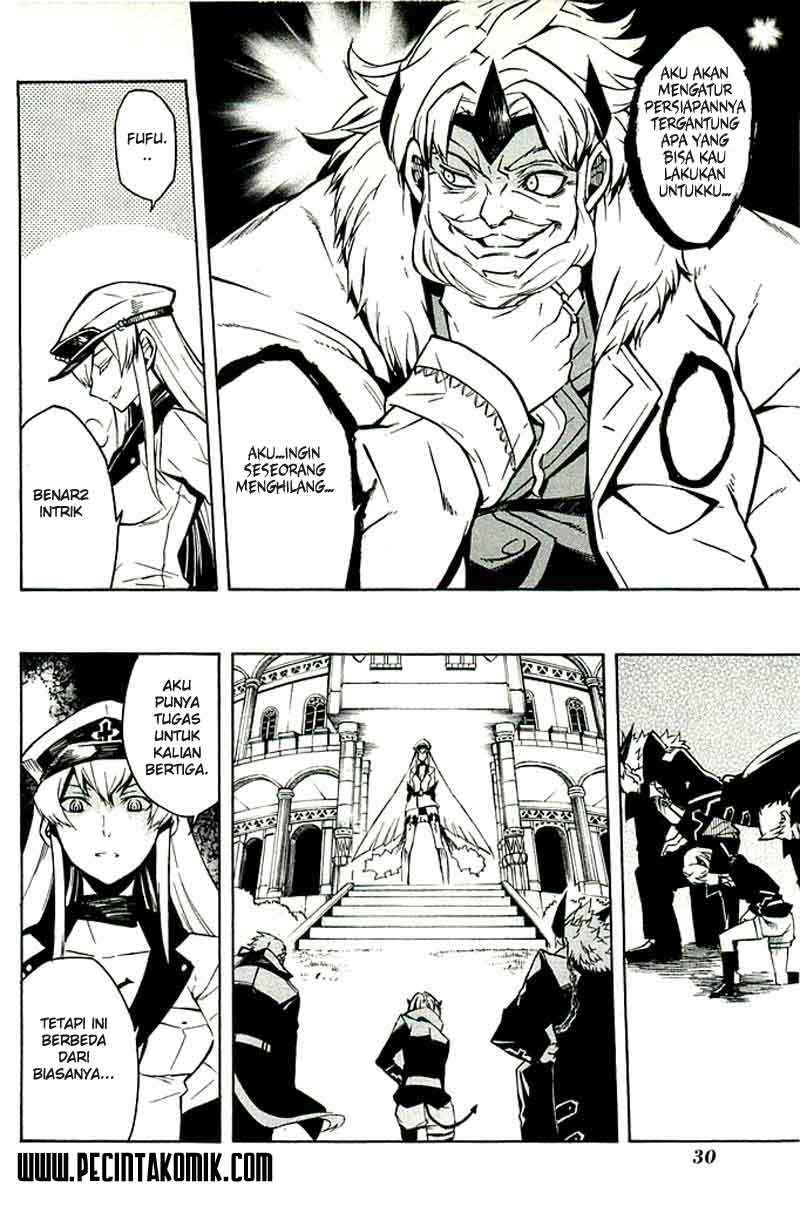 AKU AKAN
MENGATUR
PERSIAPANNYA
TERGANTUNG
APA YANG
BISA KAU
LAKUKAN
UNTUKKU...
AKU...INGIN
SESEORANG
MENGHILANG...
FUFU.
..
BENAR2
INTRIK
AKU
PUNYA
TUGAS
UNTUK
KALIAN
BERTIGA.
TETAPI INI
BERBEDA
DARI
BIASANYA...
30
WWW.PECINTAKOMIK.COM